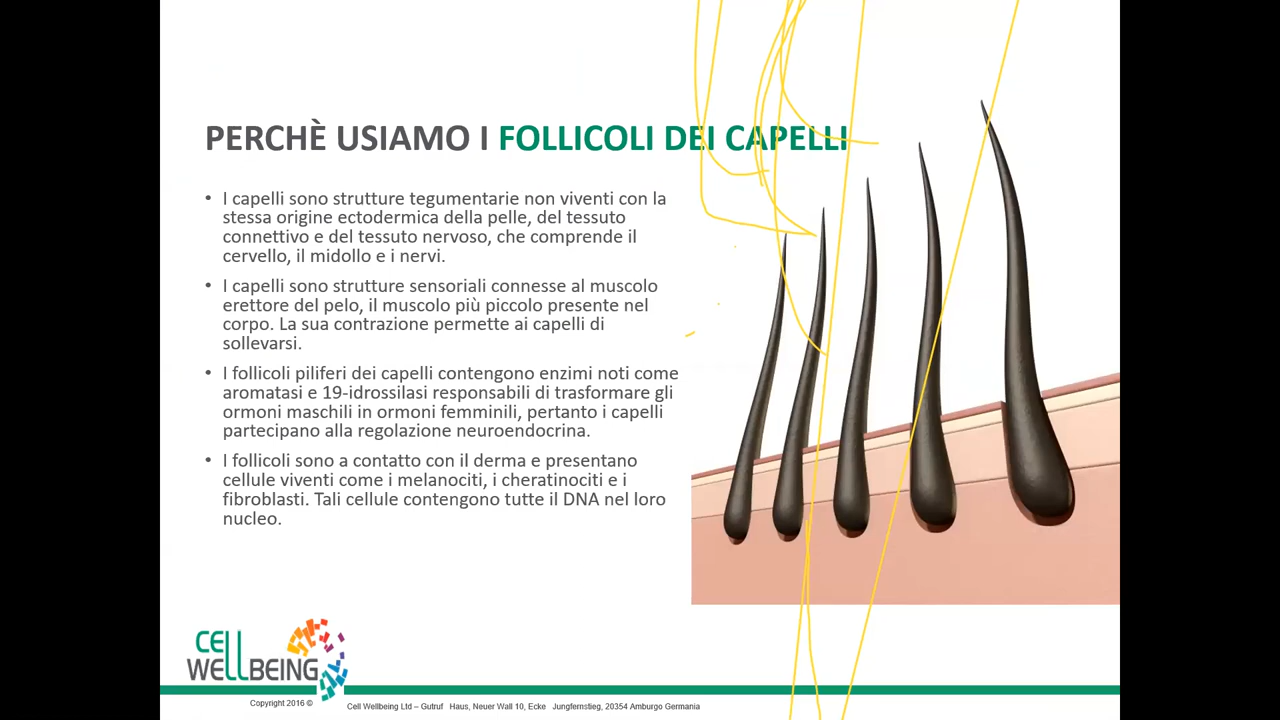 PERCHÈ USIAMO I FOLLICOLI DEI CAPELLI
• I capelli sono strutture tegumentarie non viventi con la
stessa origine ectodermica della pelle, del tessuto
connettivo e del tessuto nervoso, che comprende il
cervello, il midollo e i nervi.
• I capelli sono strutture sensoriali connesse al muscolo
erettore del pelo, il muscolo più piccolo presente nel
corpo. La sua contrazione permette ai capelli di
sollevarsi.
• I follicoli piliferi dei capelli contengono enzimi noti come
aromatasi e 19-idrossilasi responsabili di trasformare gli
ormoni maschili in ormoni femminili, pertanto i capelli
partecipano alla regolazione neuroendocrina.
• I follicoli sono a contatto con il derma e presentano
cellule viventi come i melanociti, i cheratinociti e i
fibroblasti. Tali cellule contengono tutte il DNA nel loro
nucleo.
CELL
WELLBEING
Copyright 2016 ©
Cell Wellbeing Ltd – Gutruf Haus, Neuer Wall 10, Ecke Jungfernstieg, 20354 Amburgo Germania